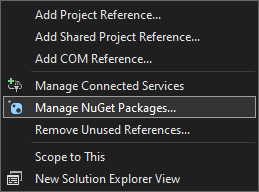 Add Project Reference...
Add Shared Project Reference...
Add COM Reference...
Manage Connected Services
Manage NuGet Packages...
Remove Unused References...
Scope to This
New Solution Explorer View